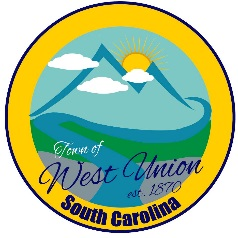 Town of
West Union
est. 1870
South Carolina